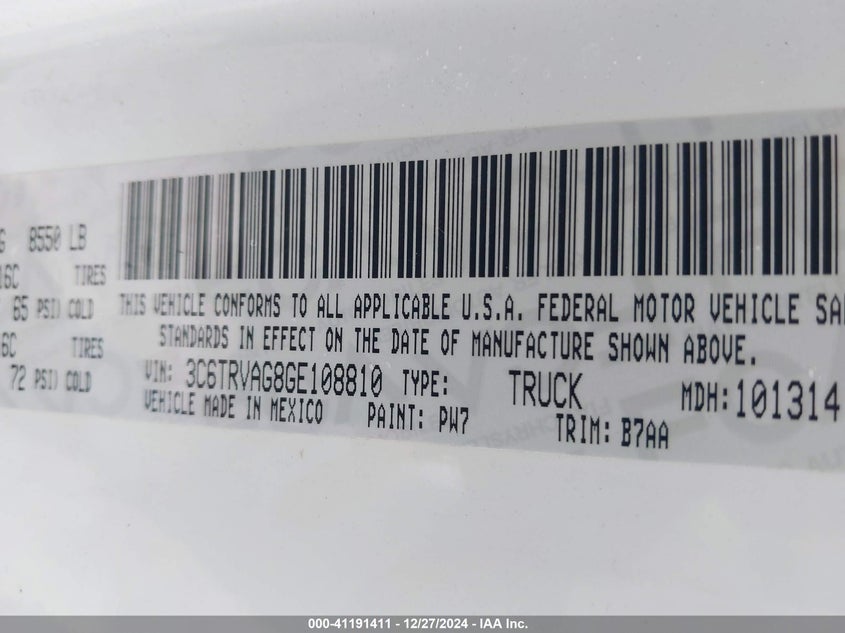 G 8550 LB
16C TIRES
65 PSI) COLD
6C TIRES
72 PSI) COLD
THIS VEHICLE CONFORMS TO ALL APPLICABLE U.S.A. FEDERAL MOTOR VEHICLE SA
STANDARDS IN EFFECT ON THE DATE OF MANUFACTURE SHOWN ABOVE.
VIN: 3C6TRVAG8GE108810 TYPE: TRUCK MDH: 101314
VEHICLE MADE IN MEXICO PAINT: PW7 TRIM: B7AA
000-41191411 - 12/27/2024 - IAA Inc.